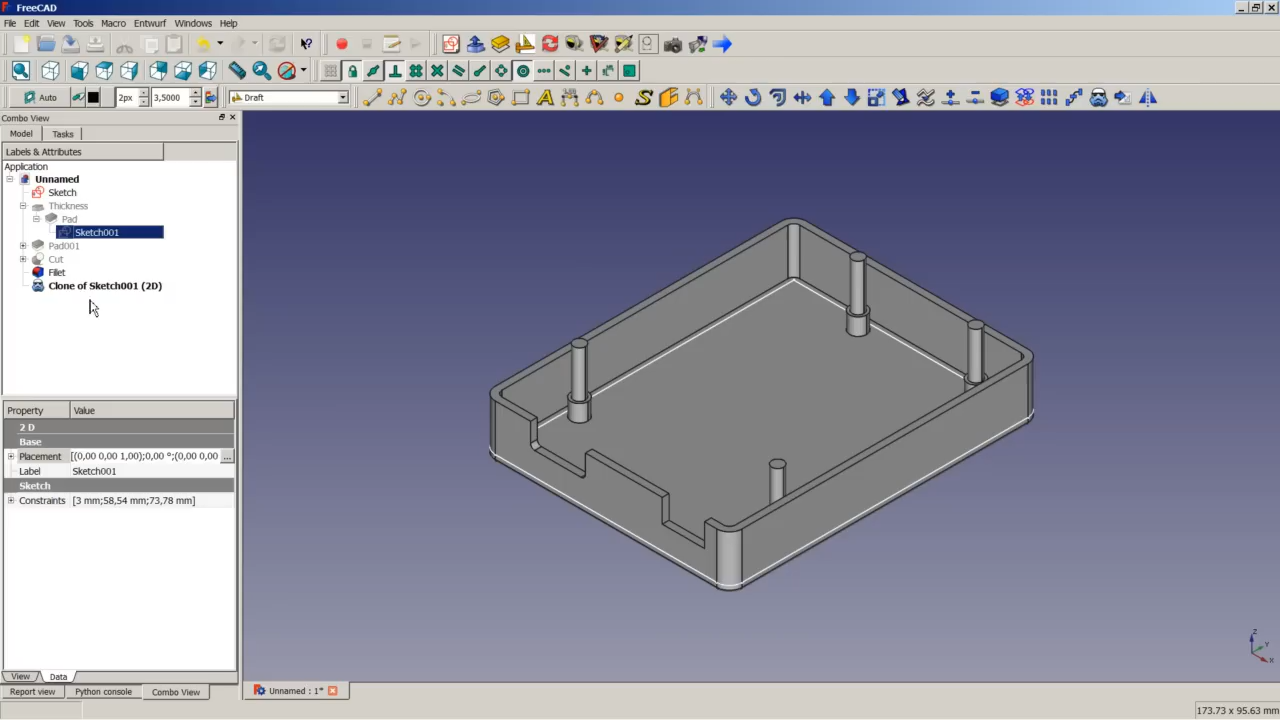 FreeCAD
File Edit View Tools Macro Entwurf Windows Help
Auto 2px 3,5000 Draft
Combo View
Model Tasks
Labels & Attributes
Application
Unnamed
Sketch
Thickness
Pad
Sketch001
Pad001
Cut
Fillet
Clone of Sketch001 (2D)
Property Value
2 D
Base
Placement [(0,00 0,00 1,00);0,00 °;(0,00 0,00 ...
Label Sketch001
Sketch
Constraints [3 mm;58,54 mm;73,78 mm]
View Data
Report view Python console Combo View
Unnamed : 1*
Z
Y
X
173.73 x 95.63 mm